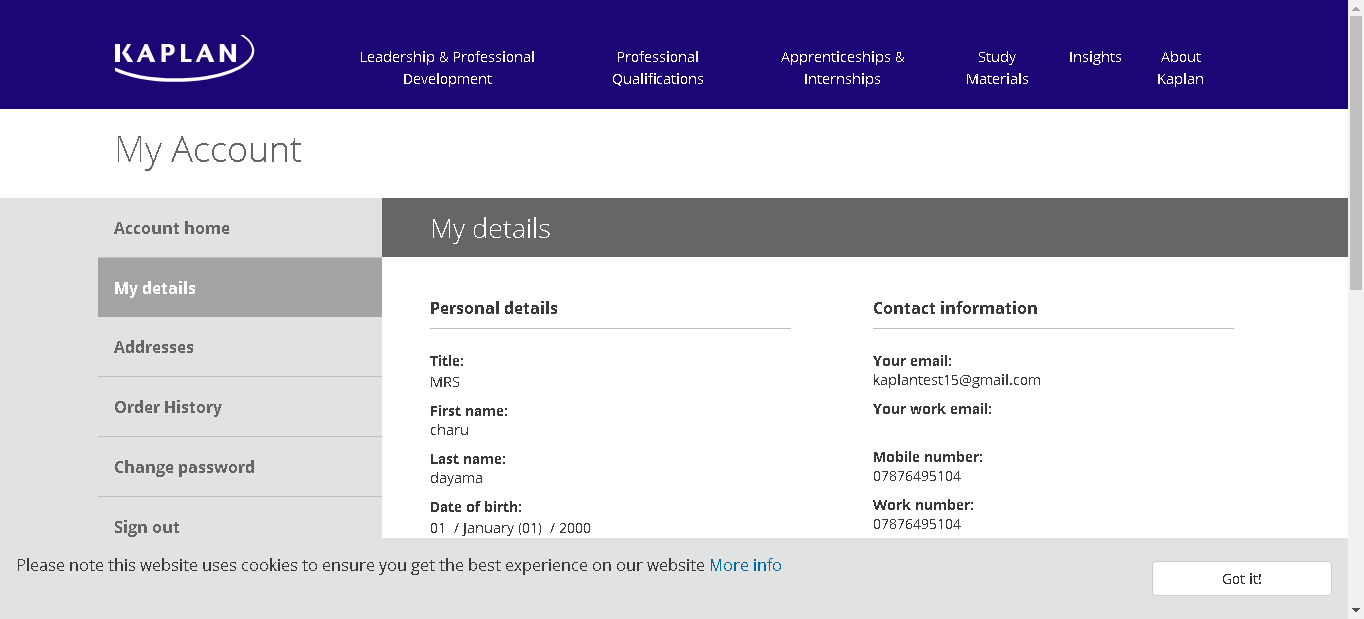 KAPLAN
Leadership & Professional
Development
Professional
Qualifications
Apprenticeships &
Internships
Study
Materials
Insights
About
Kaplan
My Account
Account home
My details
Addresses
Order History
Change password
Sign out
My details
Personal details
Title:
MRS
First name:
charu
Last name:
dayama
Date of birth:
01 / January (01) / 2000
Contact information
Your email:
kaplantest15@gmail.com
Your work email:
Mobile number:
07876495104
Work number:
07876495104
Please note this website uses cookies to ensure you get the best experience on our website More info
Got it!